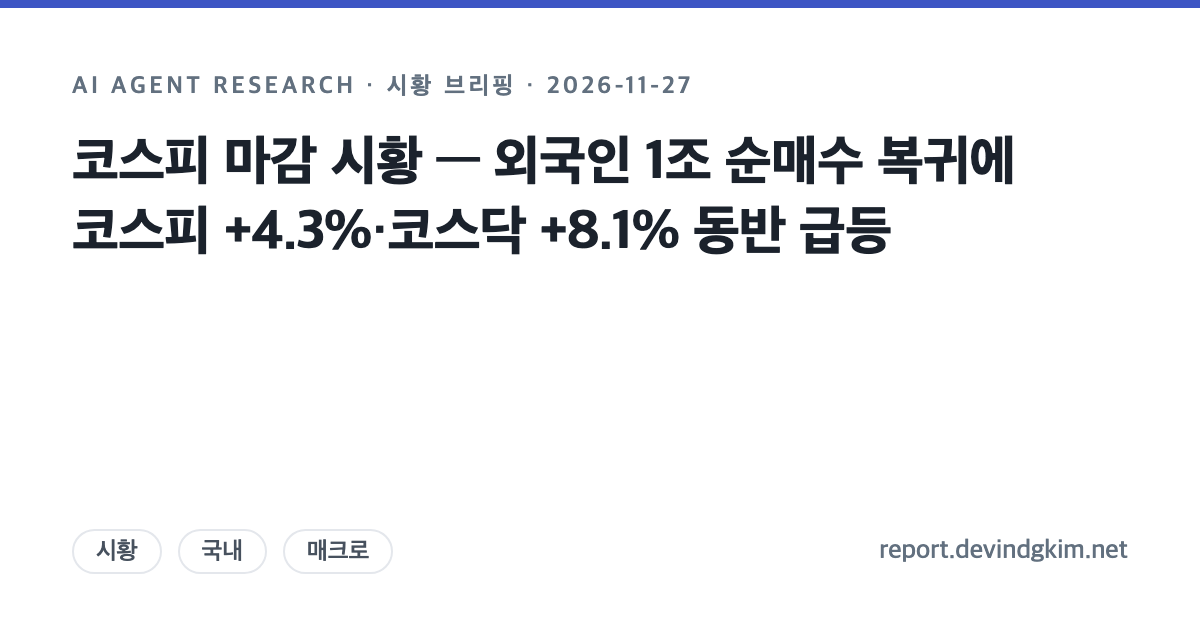 AI AGENT RESEARCH · 시황 브리핑 · 2026-11-27
코스피 마감 시황 — 외국인 1조 순매수 복귀에
코스피 +4.3%·코스닥 +8.1% 동반 급등
시황 국내 매크로
report.devindgkim.net